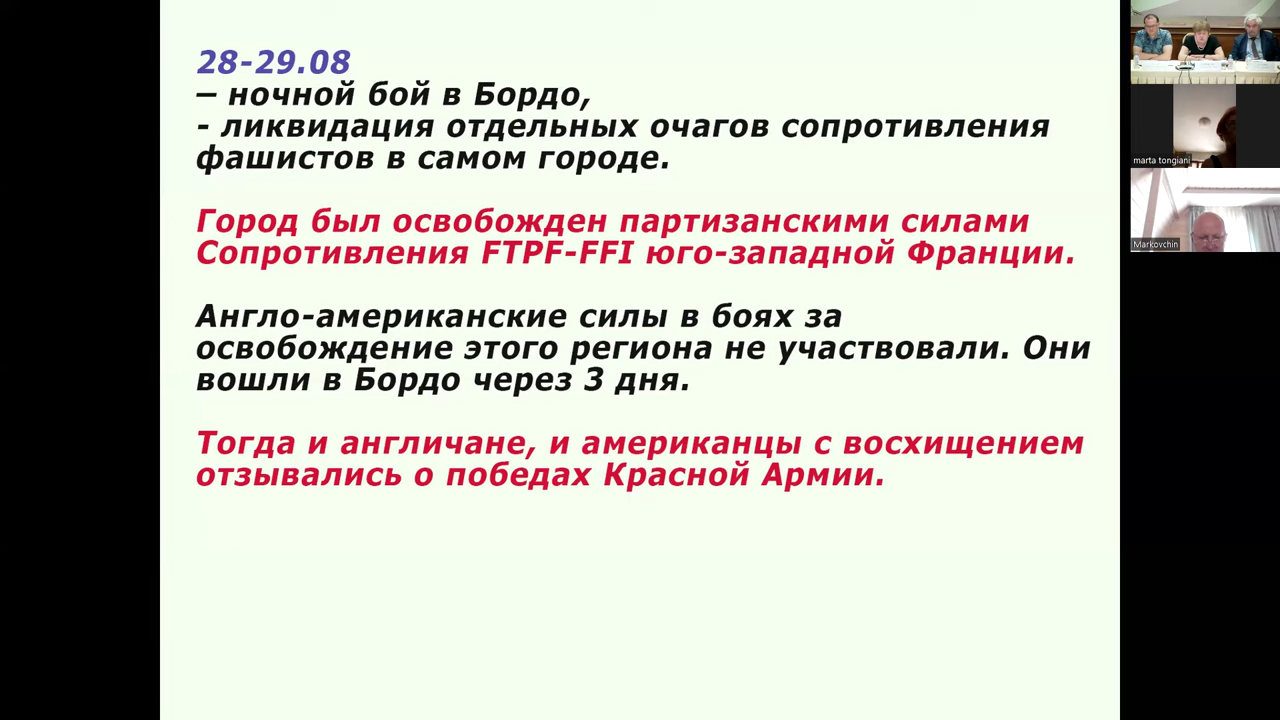 28-29.08
– ночной бой в Бордо,
- ликвидация отдельных очагов сопротивления
фашистов в самом городе.
Город был освобожден партизанскими силами
Сопротивления FTPF-FFI юго-западной Франции.
Англо-американские силы в боях за
освобождение этого региона не участвовали. Они
вошли в Бордо через 3 дня.
Тогда и англичане, и американцы с восхищением
отзывались о победах Красной Армии.
marta tongiani
Markovchin